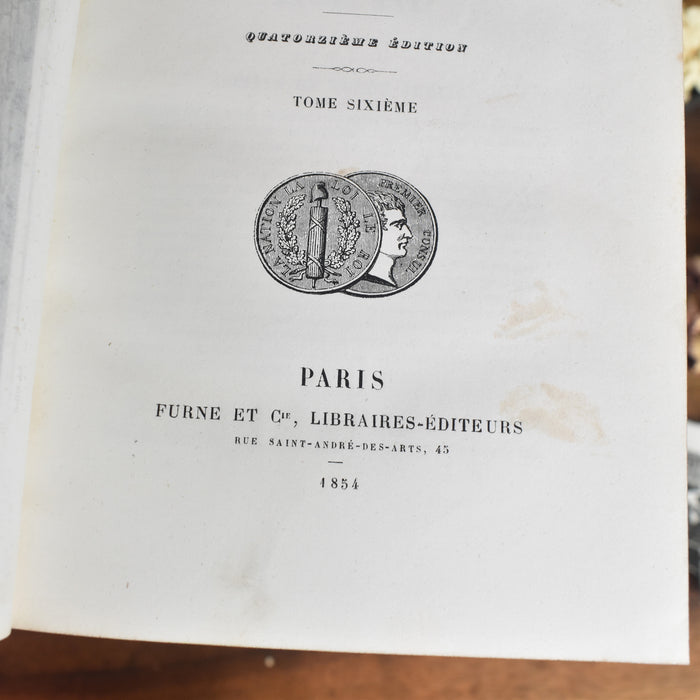 QUATORZIÈME ÉDITION
TOME SIXIÈME
LA NATION LA LOI LE ROI
PREMIER CONSUL
PARIS
FURNE ET Cᴵᴱ, LIBRAIRES-ÉDITEURS
RUE SAINT-ANDRÉ-DES-ARTS, 45
1854